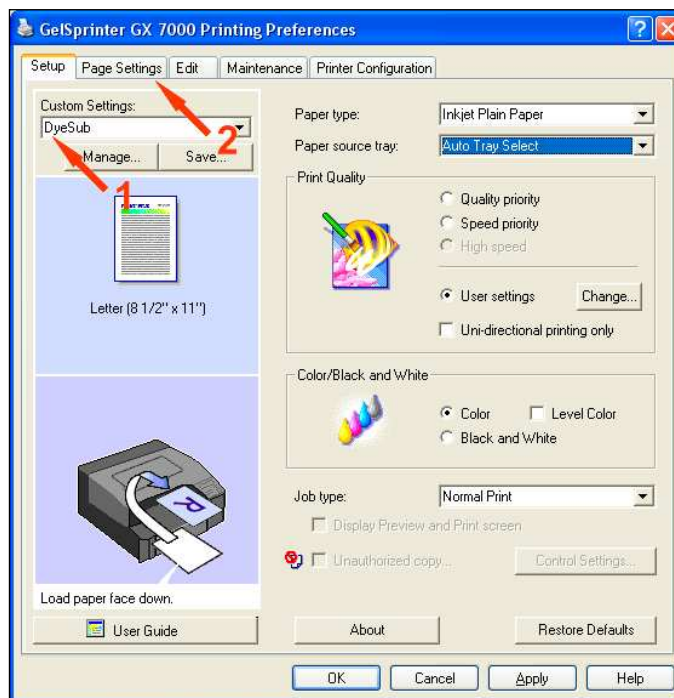 GelSprinter GX 7000 Printing Preferences
Setup Page Settings Edit Maintenance Printer Configuration
Custom Settings:
DyeSub
Manage... Save...
1
2
Letter (8 1/2" x 11")
Load paper face down.
User Guide
Paper type: Inkjet Plain Paper
Paper source tray: Auto Tray Select
Print Quality
Quality priority
Speed priority
High speed
User settings Change...
Uni-directional printing only
Color/Black and White
Color Level Color
Black and White
Job type: Normal Print
Display Preview and Print screen
Unauthorized copy... Control Settings...
About Restore Defaults
OK Cancel Apply Help